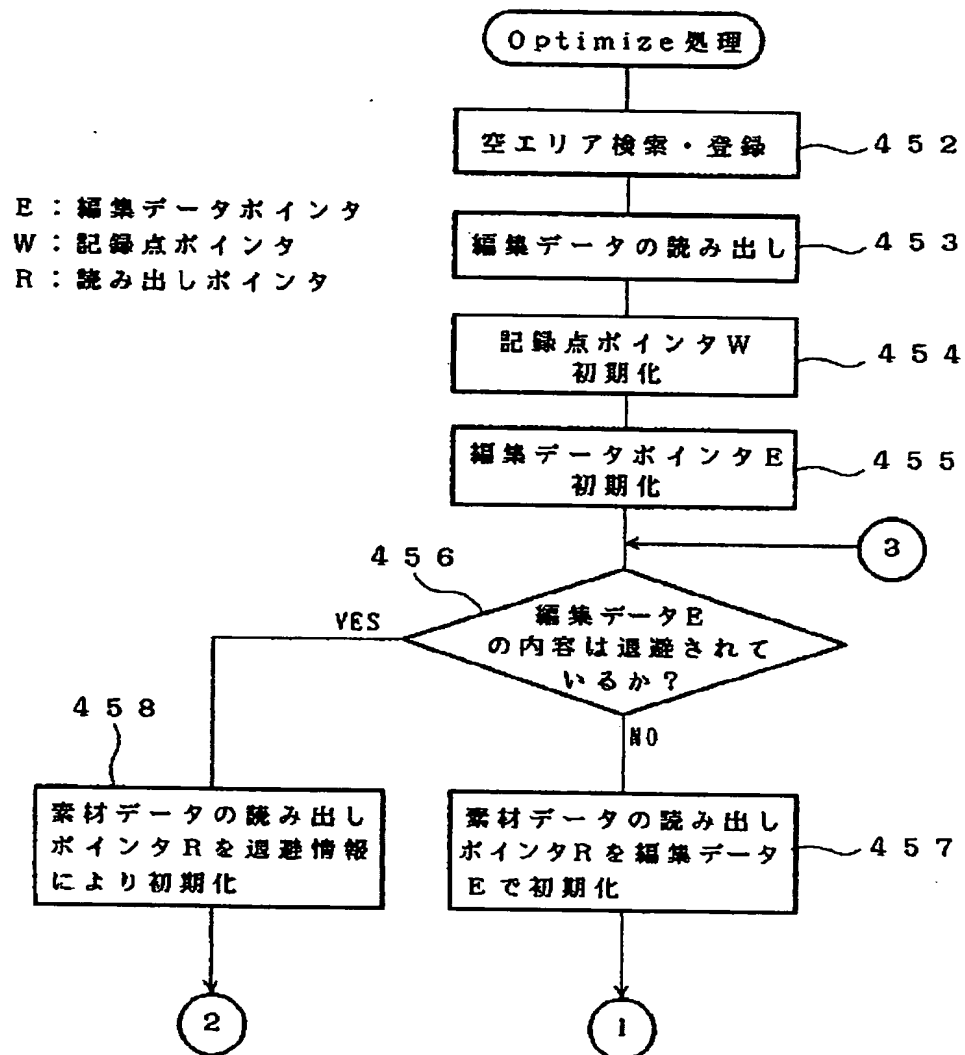 Optimize処理
空エリア検索・登録
452
E：編集データポインタ
W：記録点ポインタ
R：読み出しポインタ
編集データの読み出し
453
記録点ポインタW
初期化
454
編集データポインタE
初期化
455
3
456
編集データE
の内容は退避されて
いるか？
YES
NO
458
素材データの読み出し
ポインタRを退避情報
により初期化
素材データの読み出し
ポインタRを編集データ
Eで初期化
457
2
1